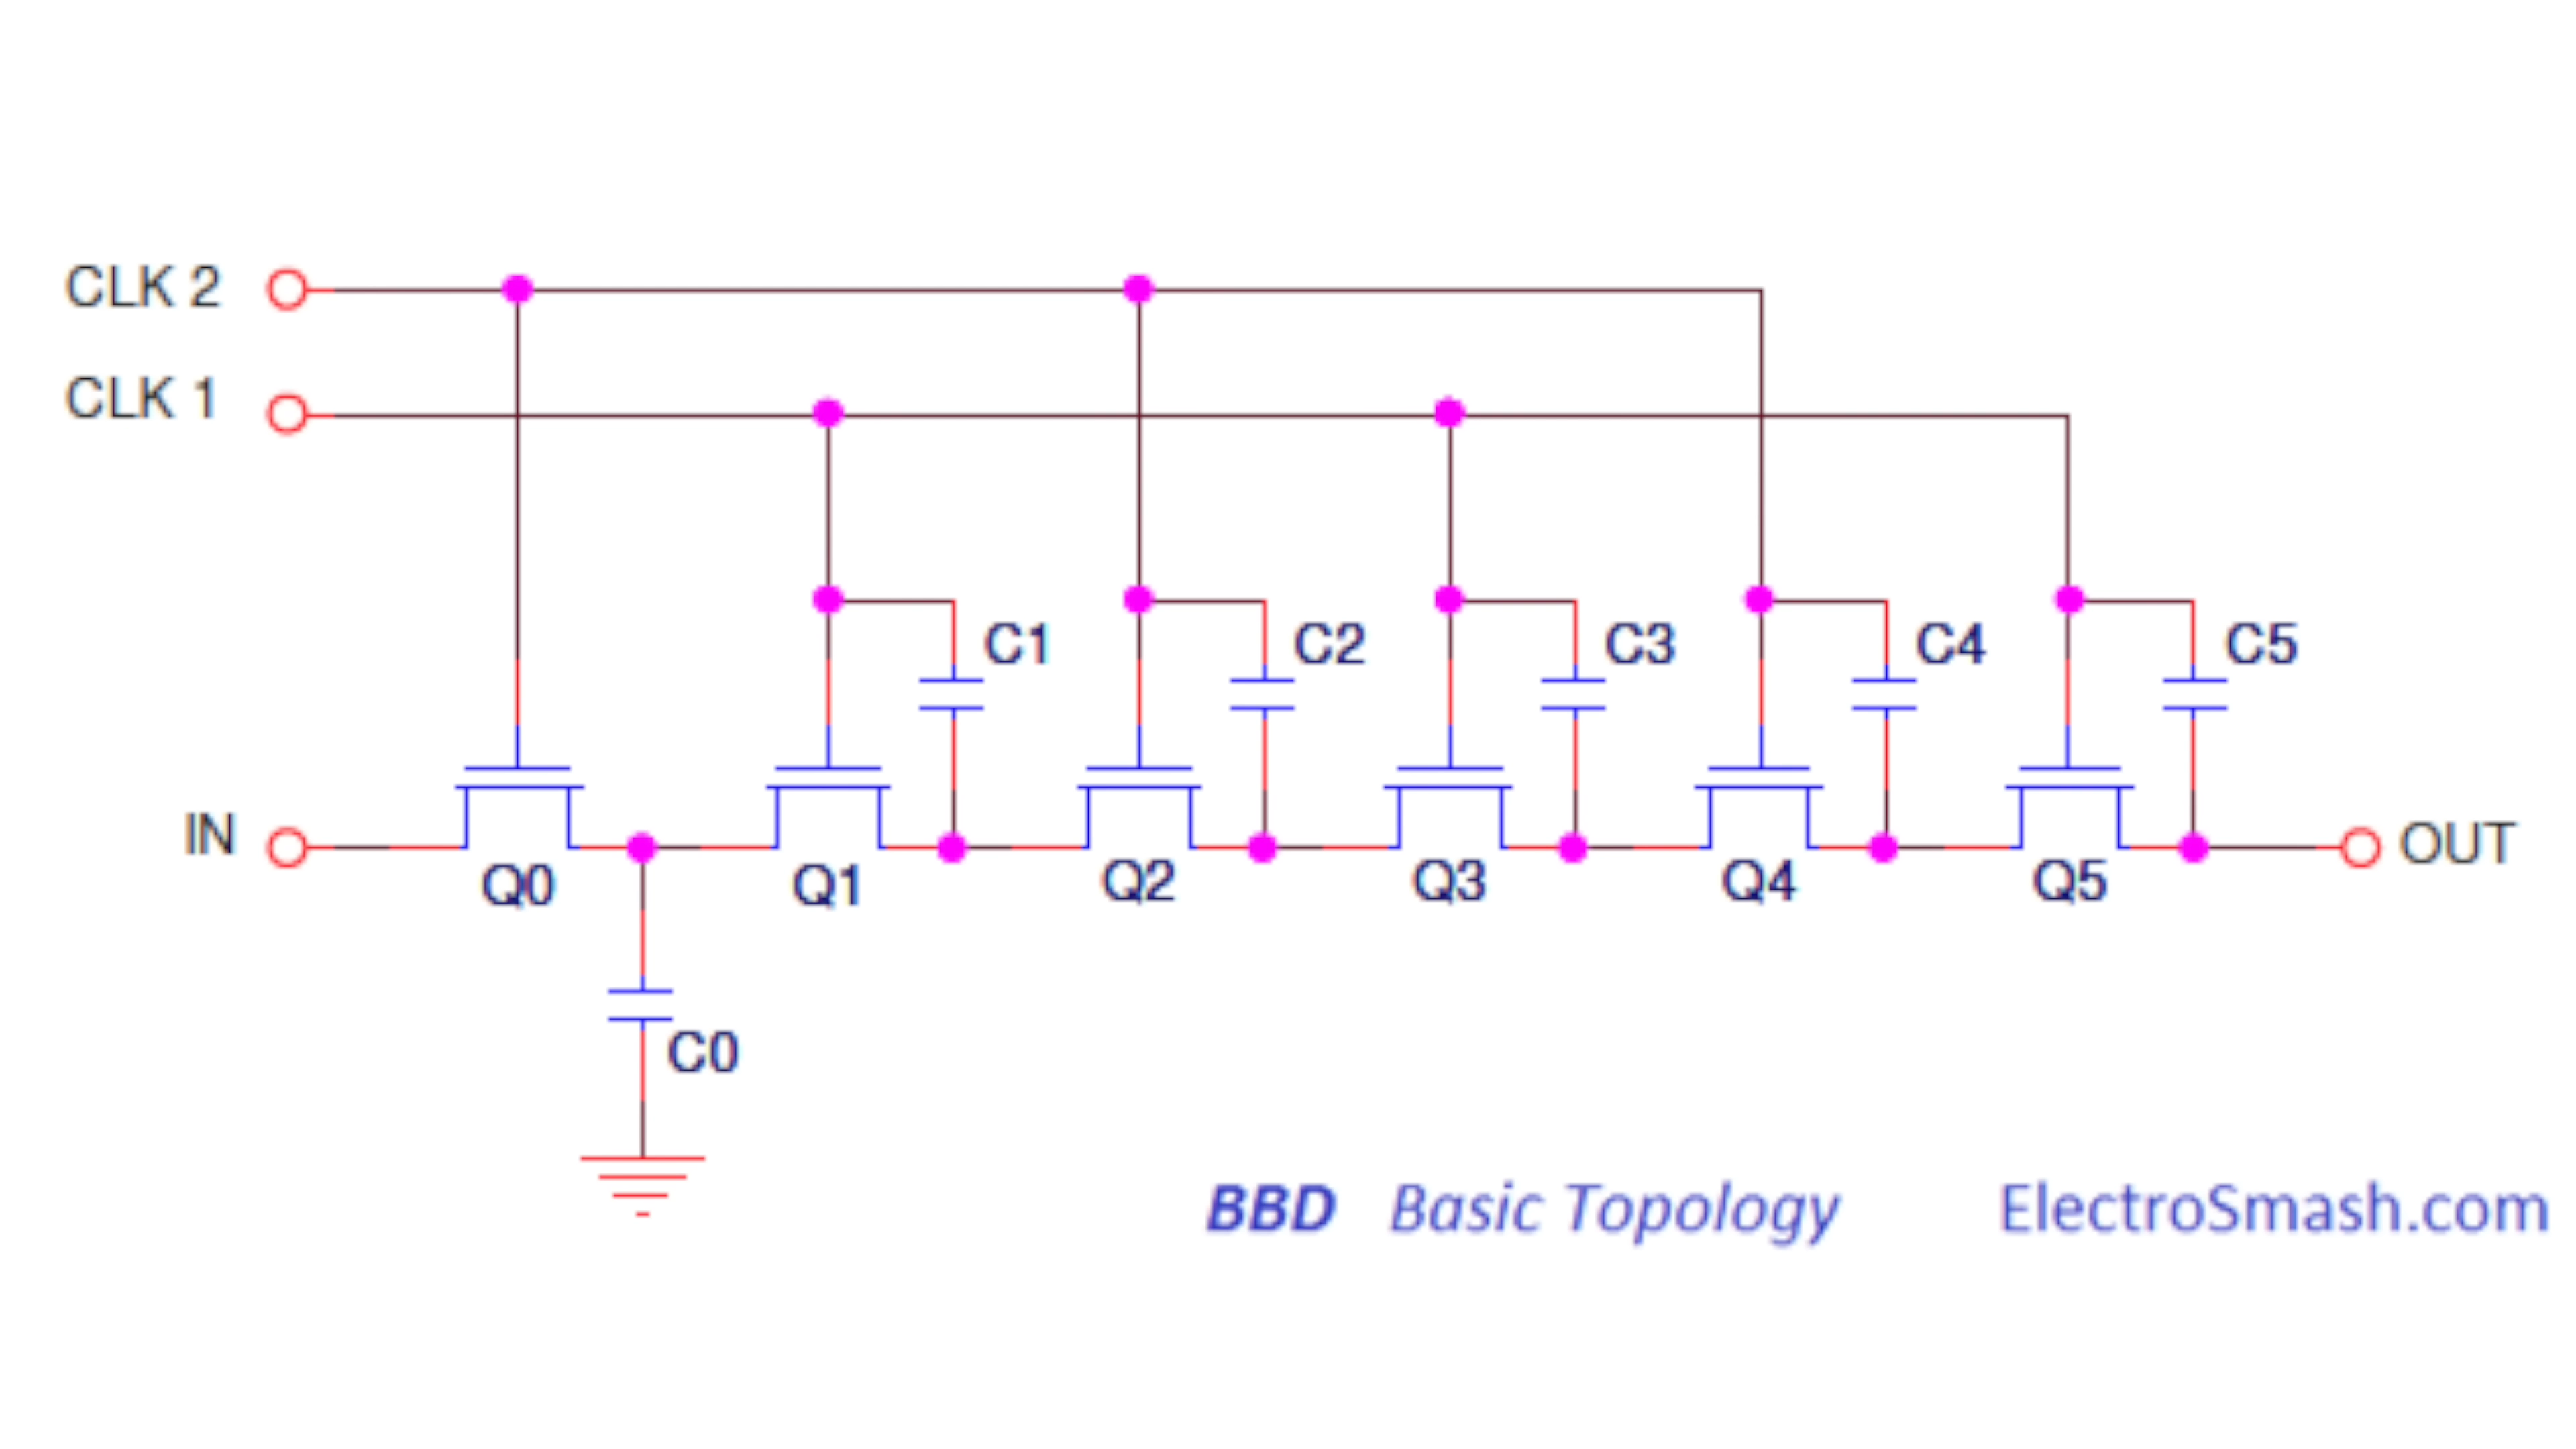 CLK 2
CLK 1
C1 C2 C3 C4 C5
IN OUT
Q0 Q1 Q2 Q3 Q4 Q5
C0
BBD Basic Topology ElectroSmash.com